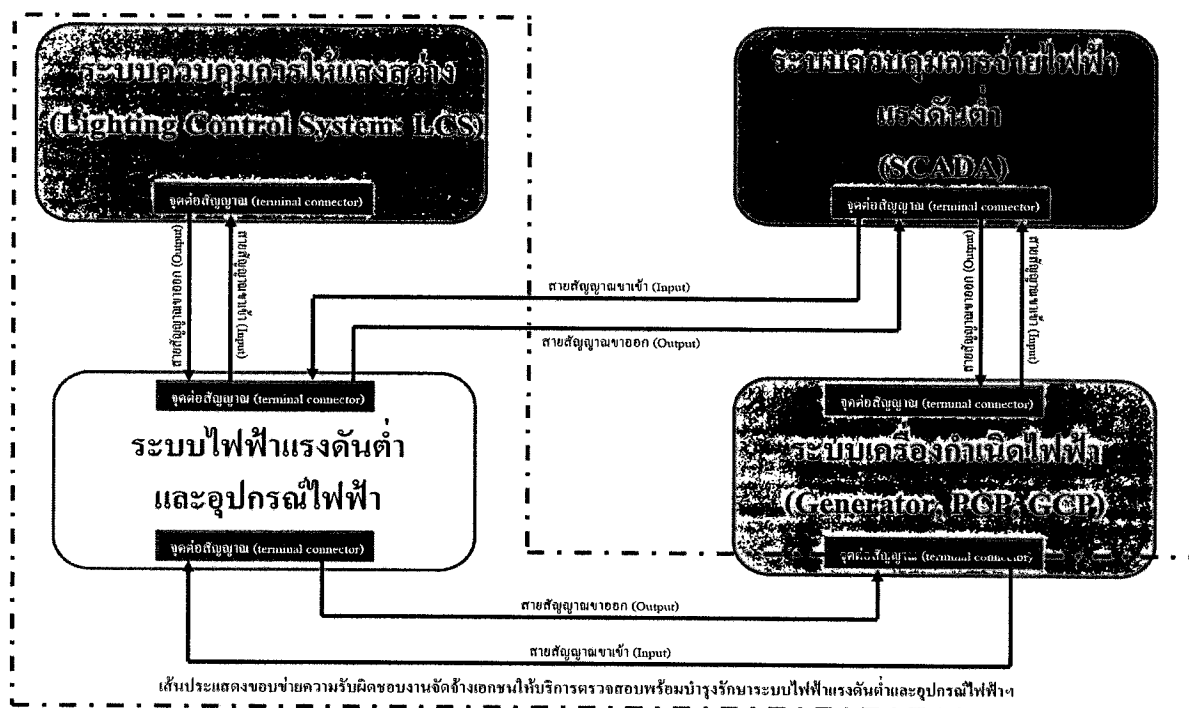 ระบบควบคุมการให้แสงสว่าง
(Lighting Control System: LCS)
จุดต่อสัญญาณ (terminal connector)
ระบบควบคุมการจ่ายไฟฟ้า
แรงดันต่ำ
(SCADA)
จุดต่อสัญญาณ (terminal connector)
สายสัญญาณขาออก (Output)
สายสัญญาณขาเข้า (Input)
สายสัญญาณขาเข้า (Input)
สายสัญญาณขาออก (Output)
สายสัญญาณขาออก (Output)
สายสัญญาณขาเข้า (Input)
จุดต่อสัญญาณ (terminal connector)
ระบบไฟฟ้าแรงดันต่ำ
และอุปกรณ์ไฟฟ้า
จุดต่อสัญญาณ (terminal connector)
จุดต่อสัญญาณ (terminal connector)
ระบบเครื่องกำเนิดไฟฟ้า
(Generator, PGP, GCP)
จุดต่อสัญญาณ (terminal connector)
สายสัญญาณขาออก (Output)
สายสัญญาณขาเข้า (Input)
เส้นประแสดงขอบข่ายความรับผิดชอบงานจัดจ้างเอกชนให้บริการตรวจสอบพร้อมบำรุงรักษาระบบไฟฟ้าแรงดันต่ำและอุปกรณ์ไฟฟ้าฯ